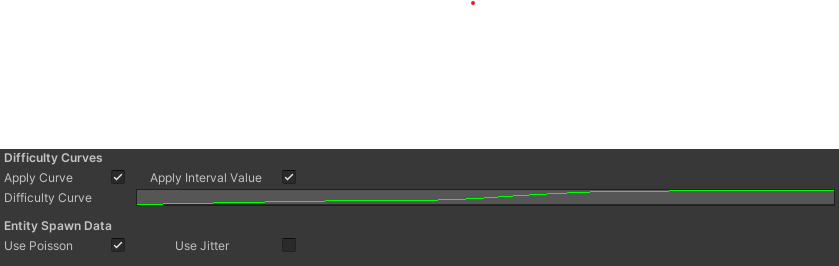 Difficulty Curves
Apply Curve Apply Interval Value
Difficulty Curve
Entity Spawn Data
Use Poisson Use Jitter